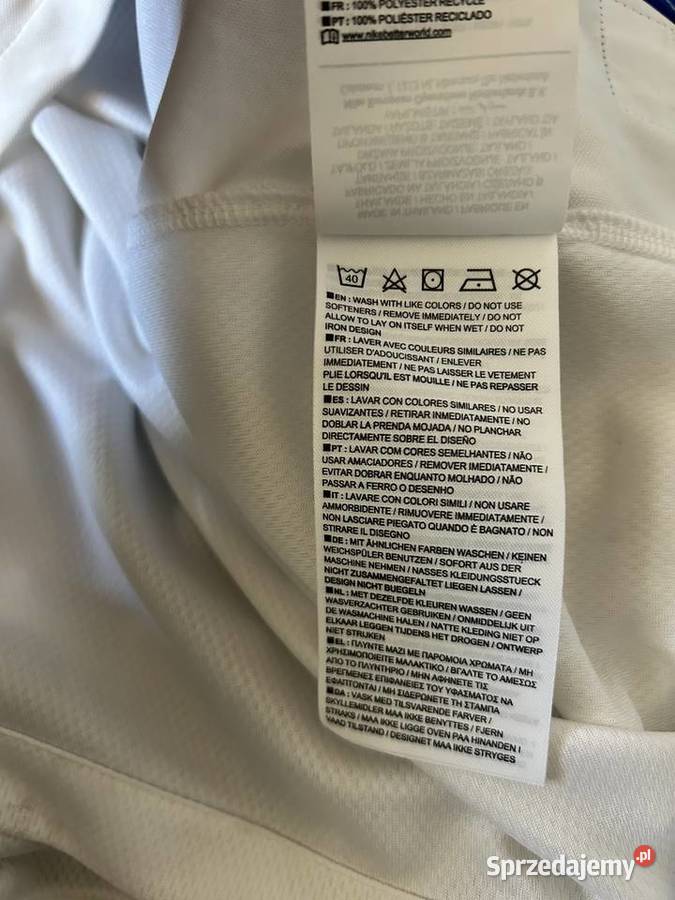 ■FR: 100% POLYESTER RECYCLÉ
■PT: 100% POLIÉSTER RECICLADO
www.nikebetterworld.com
40
■EN : WASH WITH LIKE COLORS / DO NOT USE
SOFTENERS / REMOVE IMMEDIATELY / DO NOT
ALLOW TO LAY ON ITSELF WHEN WET / DO NOT
IRON DESIGN
■FR : LAVER AVEC COULEURS SIMILAIRES / NE PAS
UTILISER D'ADOUCISSANT / ENLEVER
IMMEDIATEMENT / NE PAS LAISSER LE VETEMENT
PLIE LORSQU'IL EST MOUILLE / NE PAS REPASSER
LE DESSIN
■ES : LAVAR CON COLORES SIMILARES / NO USAR
SUAVIZANTES / RETIRAR INMEDIATAMENTE / NO
DOBLAR LA PRENDA MOJADA / NO PLANCHAR
DIRECTAMENTE SOBRE EL DISEÑO
■PT : LAVAR COM CORES SEMELHANTES / NÃO
USAR AMACIADORES / REMOVER IMEDIATAMENTE /
EVITAR DOBRAR ENQUANTO MOLHADO / NÃO
PASSAR A FERRO O DESENHO
■IT : LAVARE CON COLORI SIMILI / NON USARE
AMMORBIDENTE / RIMUOVERE IMMEDIATAMENTE /
NON LASCIARE PIEGATO QUANDO È BAGNATO / NON
STIRARE IL DISEGNO
■DE : MIT ÄHNLICHEN FARBEN WASCHEN / KEINEN
WEICHSPÜLER BENUTZEN / SOFORT AUS DER
MASCHINE NEHMEN / NASSES KLEIDUNGSSTUECK
NICHT ZUSAMMENGEFALTET LIEGEN LASSEN /
DESIGN NICHT BUEGELN
■NL : MET DEZELFDE KLEUREN WASSEN / GEEN
WASVERZACHTER GEBRUIKEN / ONMIDDELIJK UIT
DE WASMACHINE HALEN / NATTE KLEDING NIET OP
ELKAAR LEGGEN TIJDENS HET DROGEN / ONTWERP
NIET STRIJKEN
■EL : ΠΛΥΝΤΕ ΜΑΖΙ ΜΕ ΠΑΡΟΜΟΙΑ ΧΡΩΜΑΤΑ / ΜΗ
ΧΡΗΣΙΜΟΠΟΙΕΙΤΕ ΜΑΛΑΚΤΙΚΟ / ΒΓΑΛΤΕ ΤΟ ΑΜΕΣΩΣ
ΑΠΟ ΤΟ ΠΛΥΝΤΗΡΙΟ / ΜΗΝ ΑΦΗΝΕΤΕ ΤΙΣ
ΒΡΕΓΜΕΝΕΣ ΕΠΙΦΑΝΕΙΕΣ ΤΟΥ ΥΦΑΣΜΑΤΟΣ ΝΑ
ΕΦΑΠΤΟΝΤΑΙ / ΜΗ ΣΙΔΕΡΩΝΕΤΕ ΤΗ ΣΤΑΜΠΑ
■DA : VASK MED TILSVARENDE FARVER /
SKYLLEMIDLER MAA IKKE BENYTTES / FJERN
STRAKS / MAA IKKE LIGGE OVEN PAA HINANDEN I
VAAD TILSTAND / DESIGNET MAA IKKE STRYGES
Sprzedajemy.pl